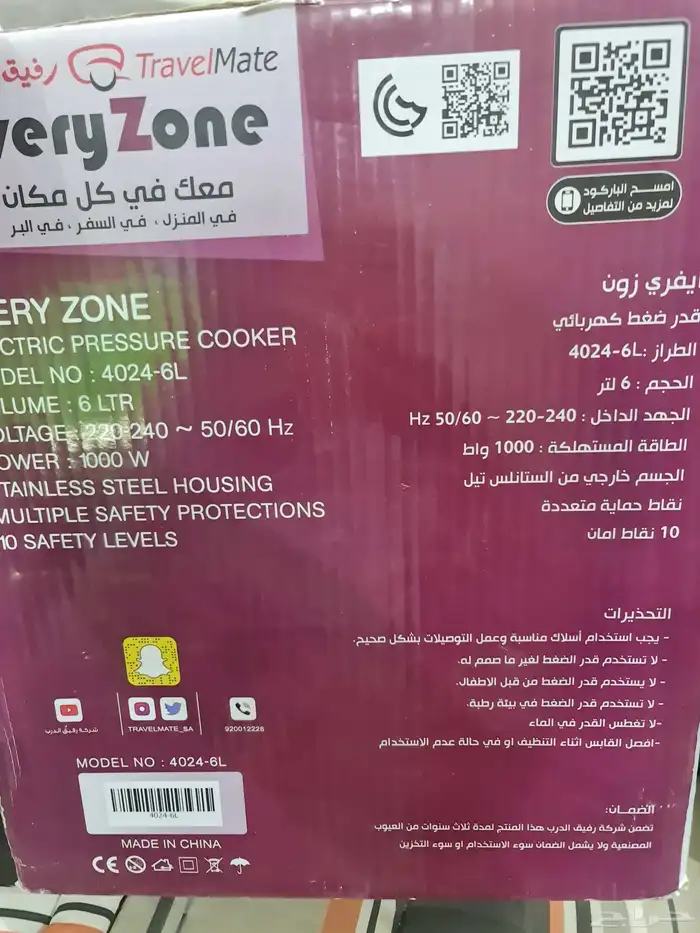 رفيق TravelMate
veryZone
معك في كل مكان
في المنزل ، في السفر ، في البر
امسح الباركود
لمزيد من التفاصيل
ERY ZONE
CTRIC PRESSURE COOKER
DEL NO : 4024-6L
LUME : 6 LTR
OLTAGE : 220-240 ~ 50/60 Hz
OWER : 1000 W
TAINLESS STEEL HOUSING
MULTIPLE SAFETY PROTECTIONS
10 SAFETY LEVELS
يفري زون
قدر ضغط كهربائي
الطراز :4024-6L
الحجم : 6 لتر
الجهد الداخل : 220-240 ~ 50/60 Hz
الطاقة المستهلكة : 1000 واط
الجسم خارجي من الستانلس تيل
نقاط حماية متعددة
10 نقاط امان
التحذيرات
- يجب استخدام أسلاك مناسبة وعمل التوصيلات بشكل صحيح.
- لا تستخدم قدر الضغط لغير ما صمم له.
- لا يستخدم قدر الضغط من قبل الاطفال.
- لا تستخدم قدر الضغط في بيئة رطبة.
-لا تغطس القدر في الماء
-افصل القابس اثناء التنظيف او في حالة عدم الاستخدام
شركة رفيق الدرب
TRAVELMATE_SA
920012228
MODEL NO : 4024-6L
4024-6L
MADE IN CHINA
CE
الضمان:
تضمن شركة رفيق الدرب هذا المنتج لمدة ثلاث سنوات من العيوب
المصنعية ولا يشمل الضمان سوء الاستخدام او سوء التخزين
حراج